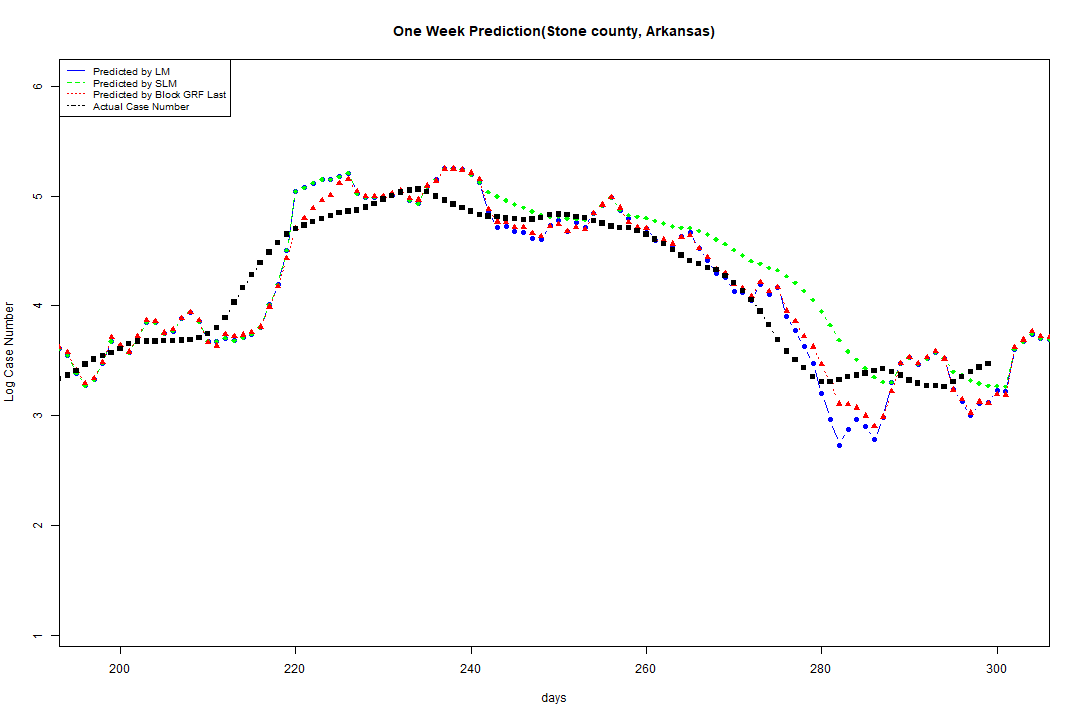 One Week Prediction(Stone county, Arkansas)
Predicted by LM
Predicted by SLM
Predicted by Block GRF Last
Actual Case Number
6
5
4
3
2
1
Log Case Number
200 220 240 260 280 300
days